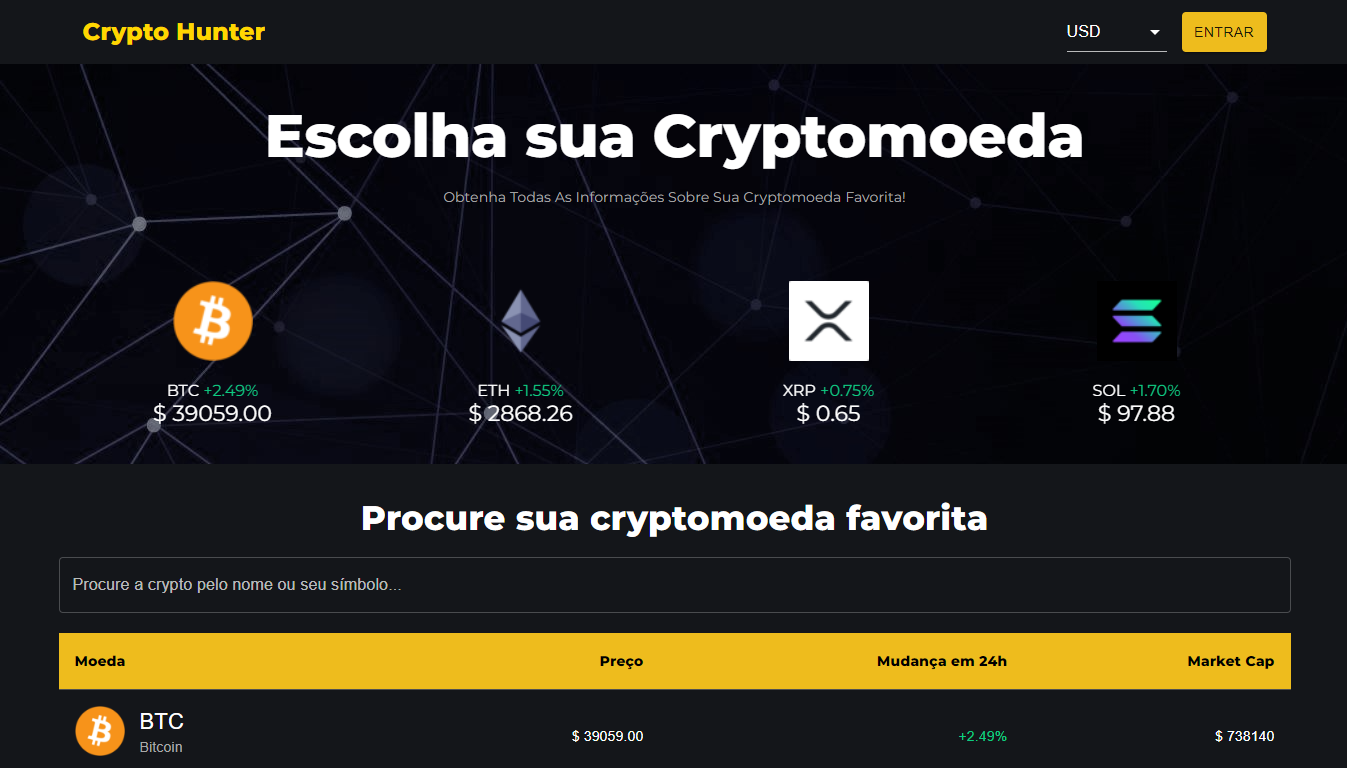 Crypto Hunter
USD
ENTRAR
Escolha sua Cryptomoeda
Obtenha Todas As Informações Sobre Sua Cryptomoeda Favorita!
BTC +2.49%
$ 39059.00
ETH +1.55%
$ 2868.26
XRP +0.75%
$ 0.65
SOL +1.70%
$ 97.88
Procure sua cryptomoeda favorita
Procure a crypto pelo nome ou seu símbolo...
Moeda Preço Mudança em 24h Market Cap
BTC
Bitcoin
$ 39059.00 +2.49% $ 738140